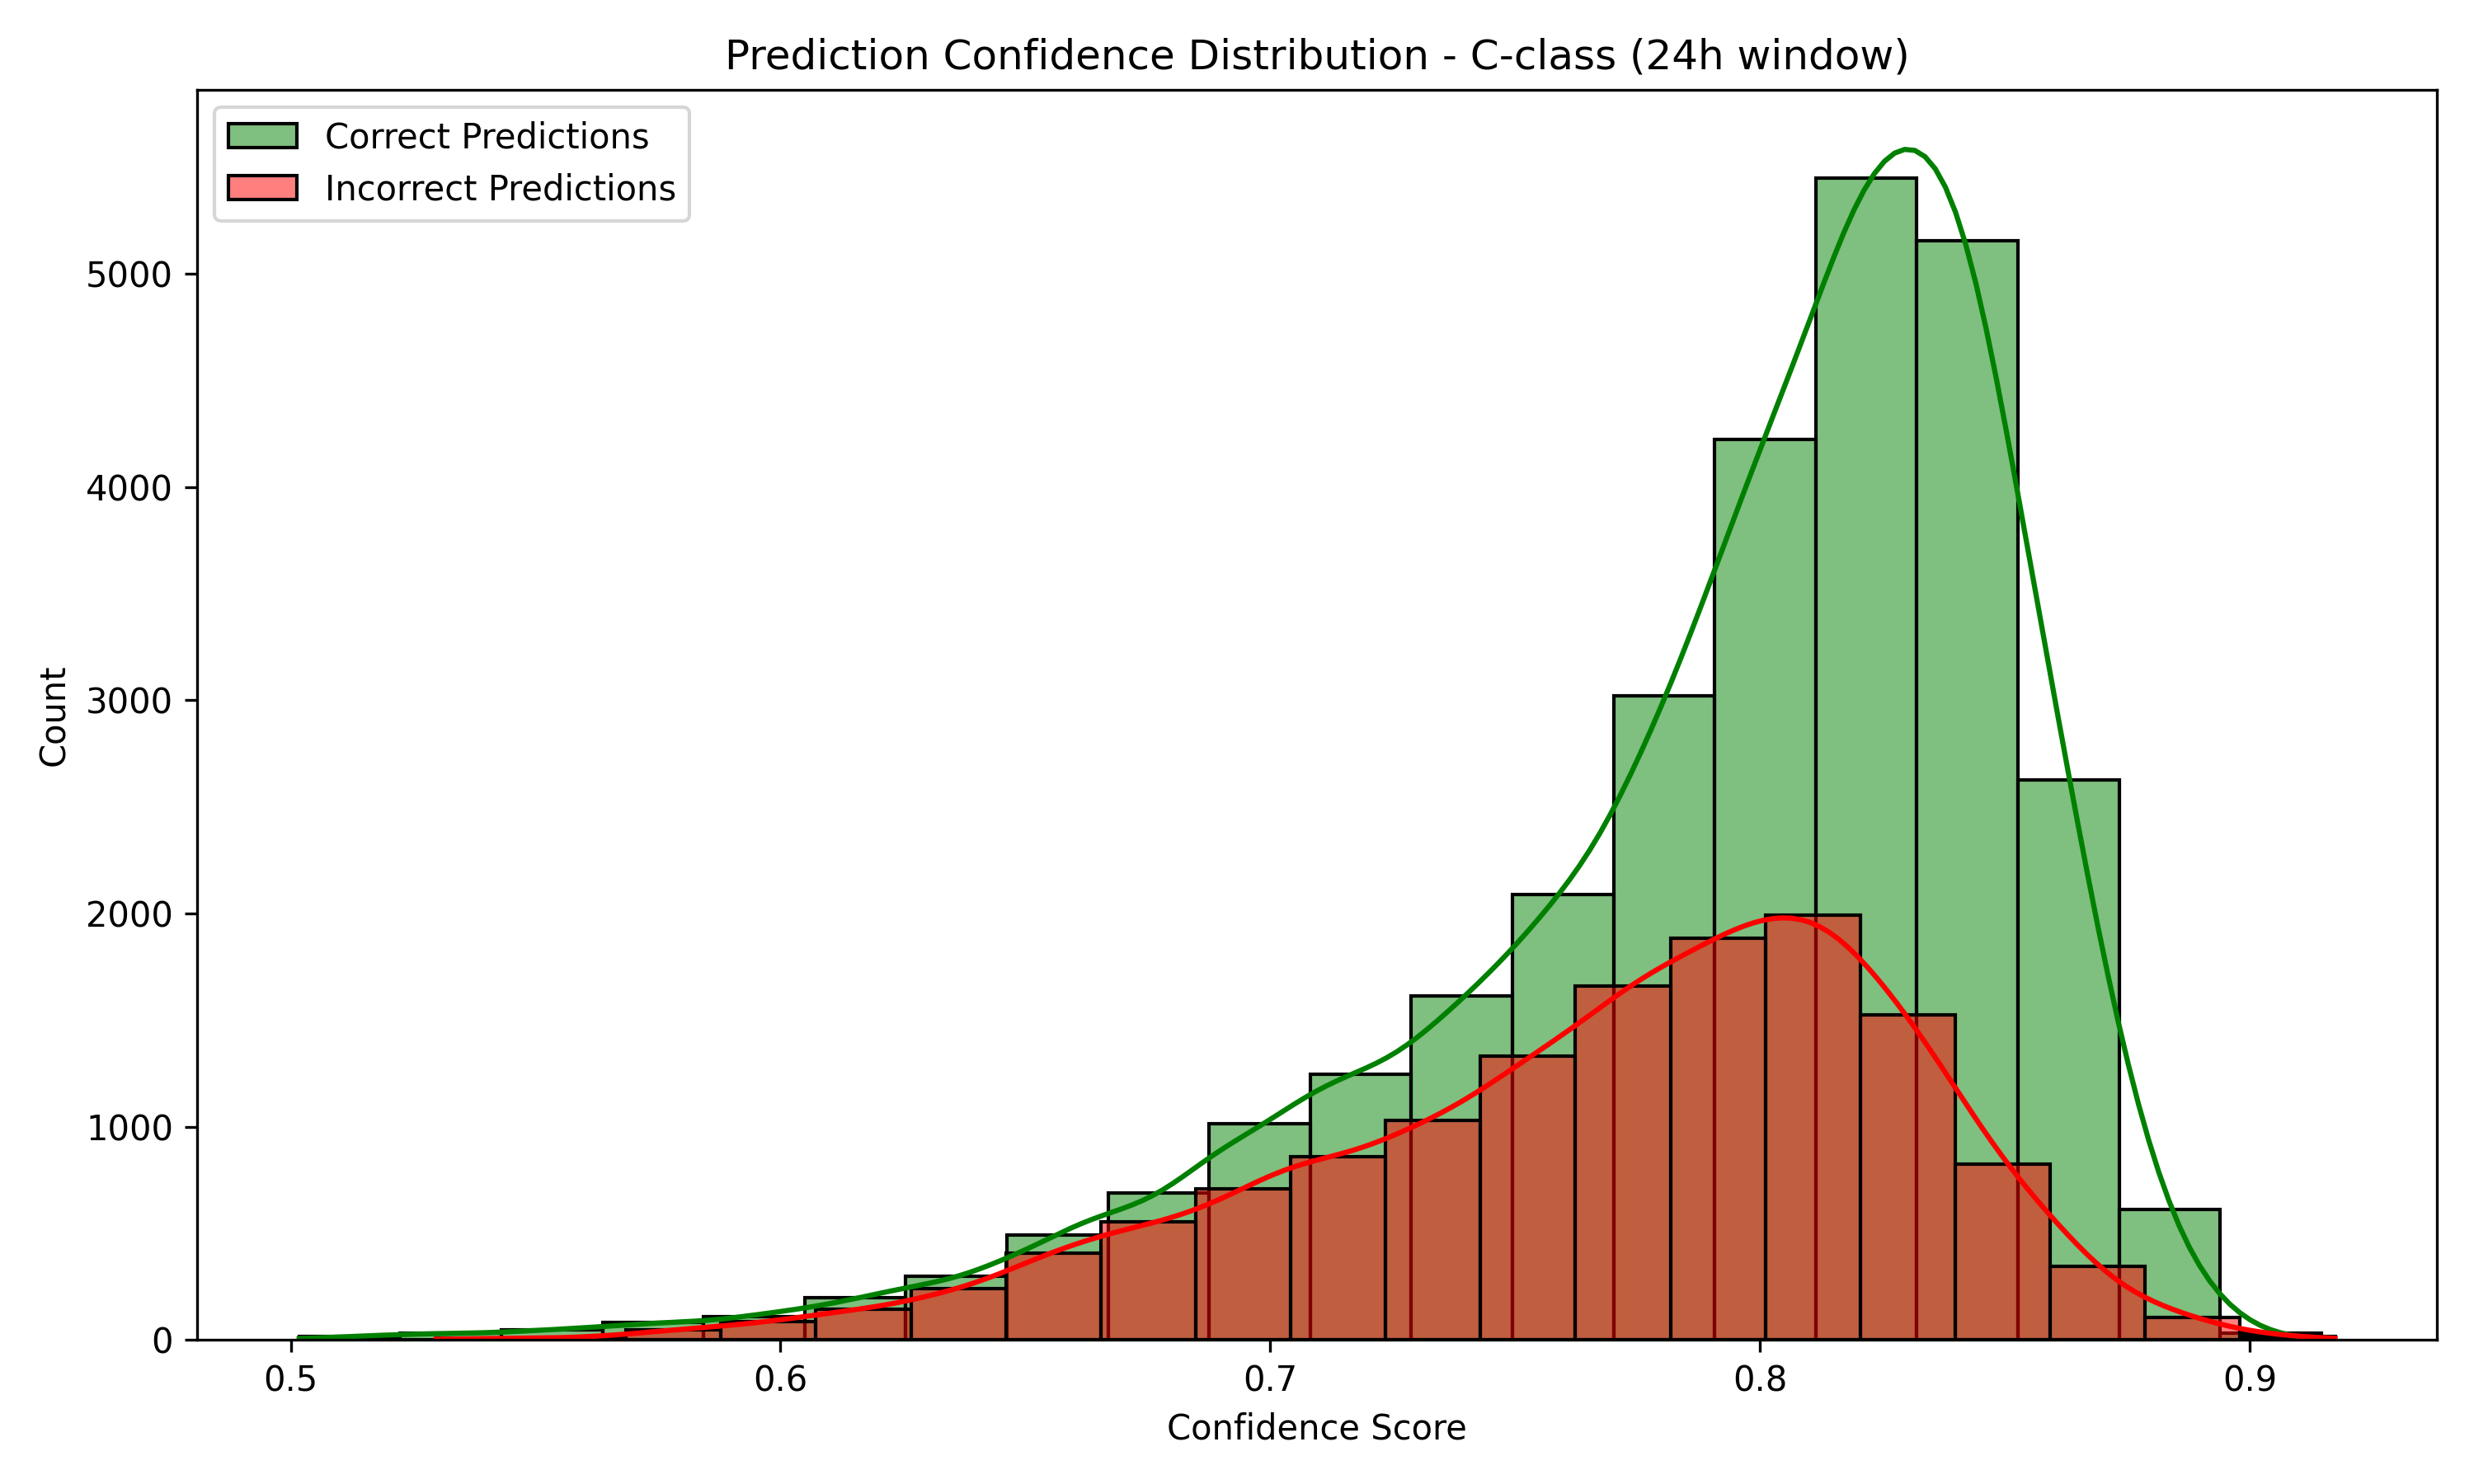 Prediction Confidence Distribution - C-class (24h window)
Correct Predictions
Incorrect Predictions
5000
4000
3000
2000
1000
0
Count
0.5 0.6 0.7 0.8 0.9
Confidence Score